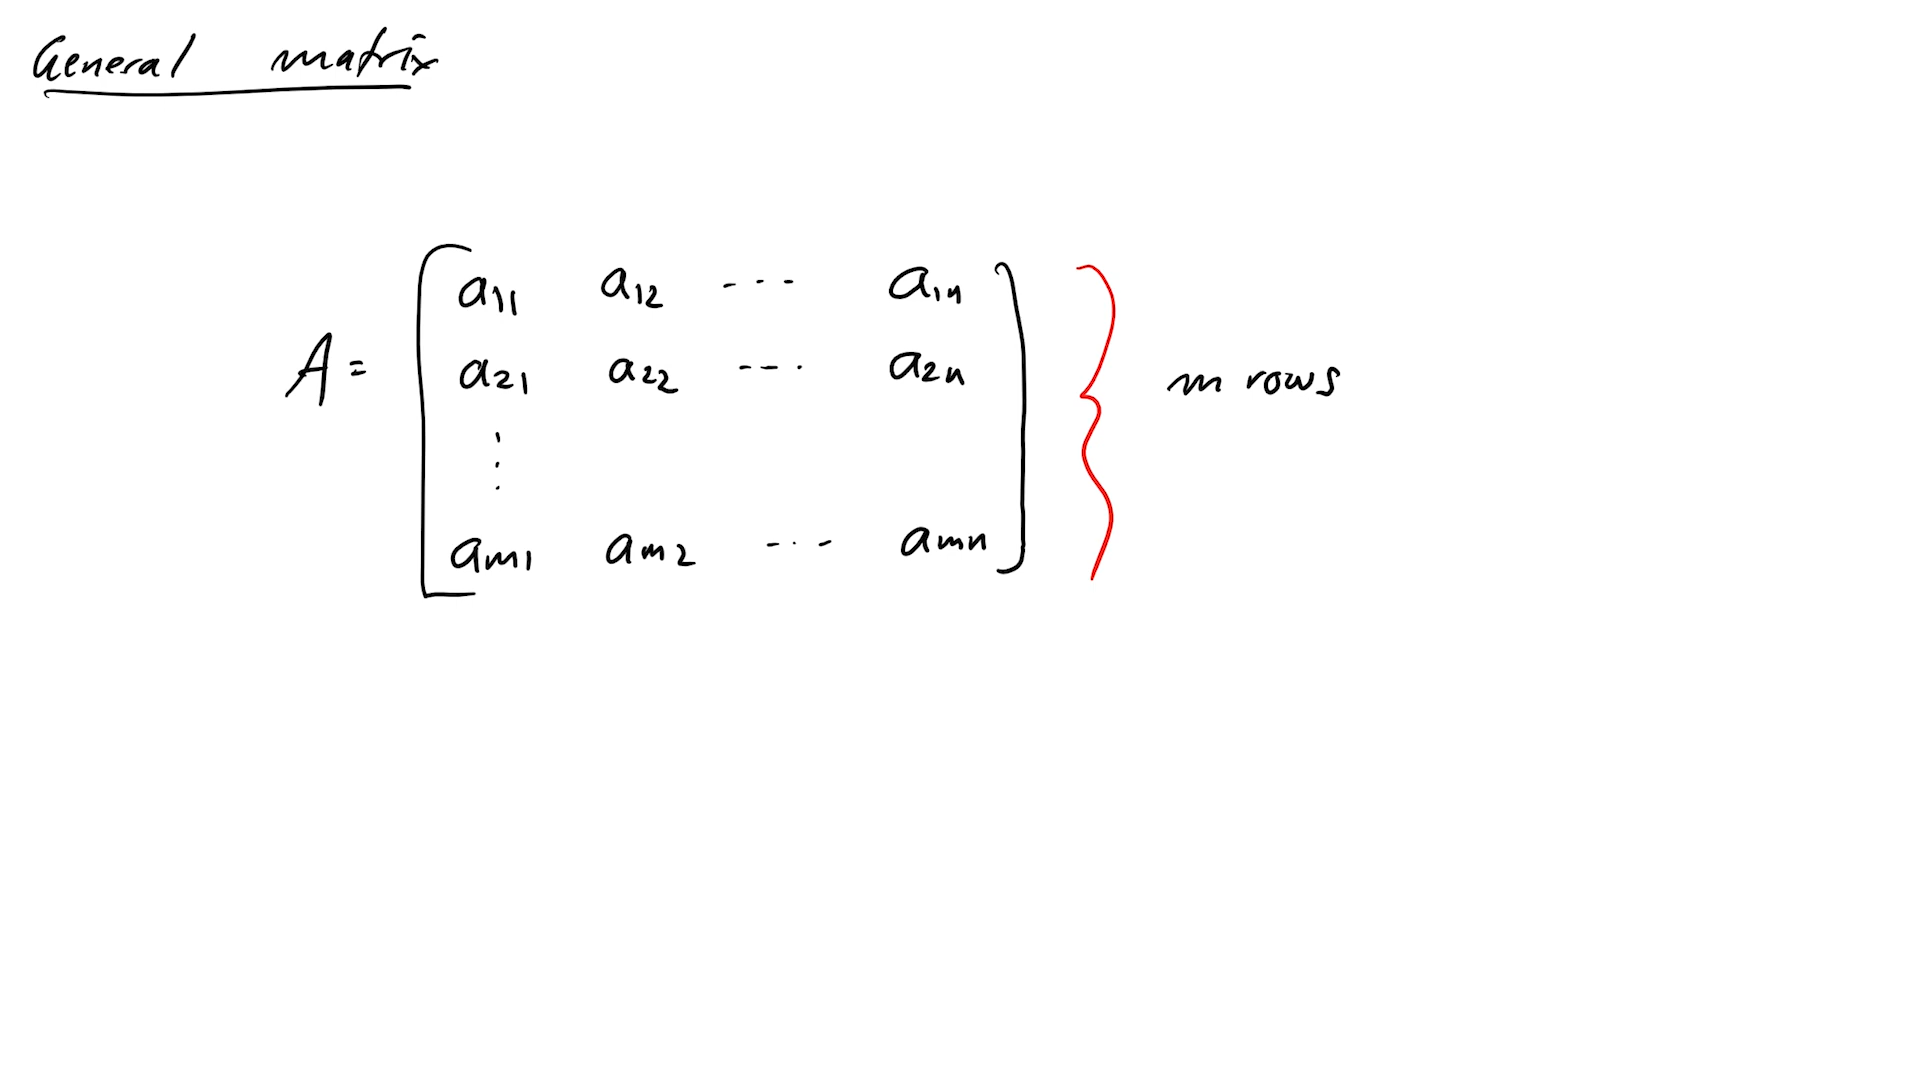 General matrix
A = [ a11 a12 --- a1n ] } m rows
a21 a22 --- a2n
⋮
am1 am2 --- amn